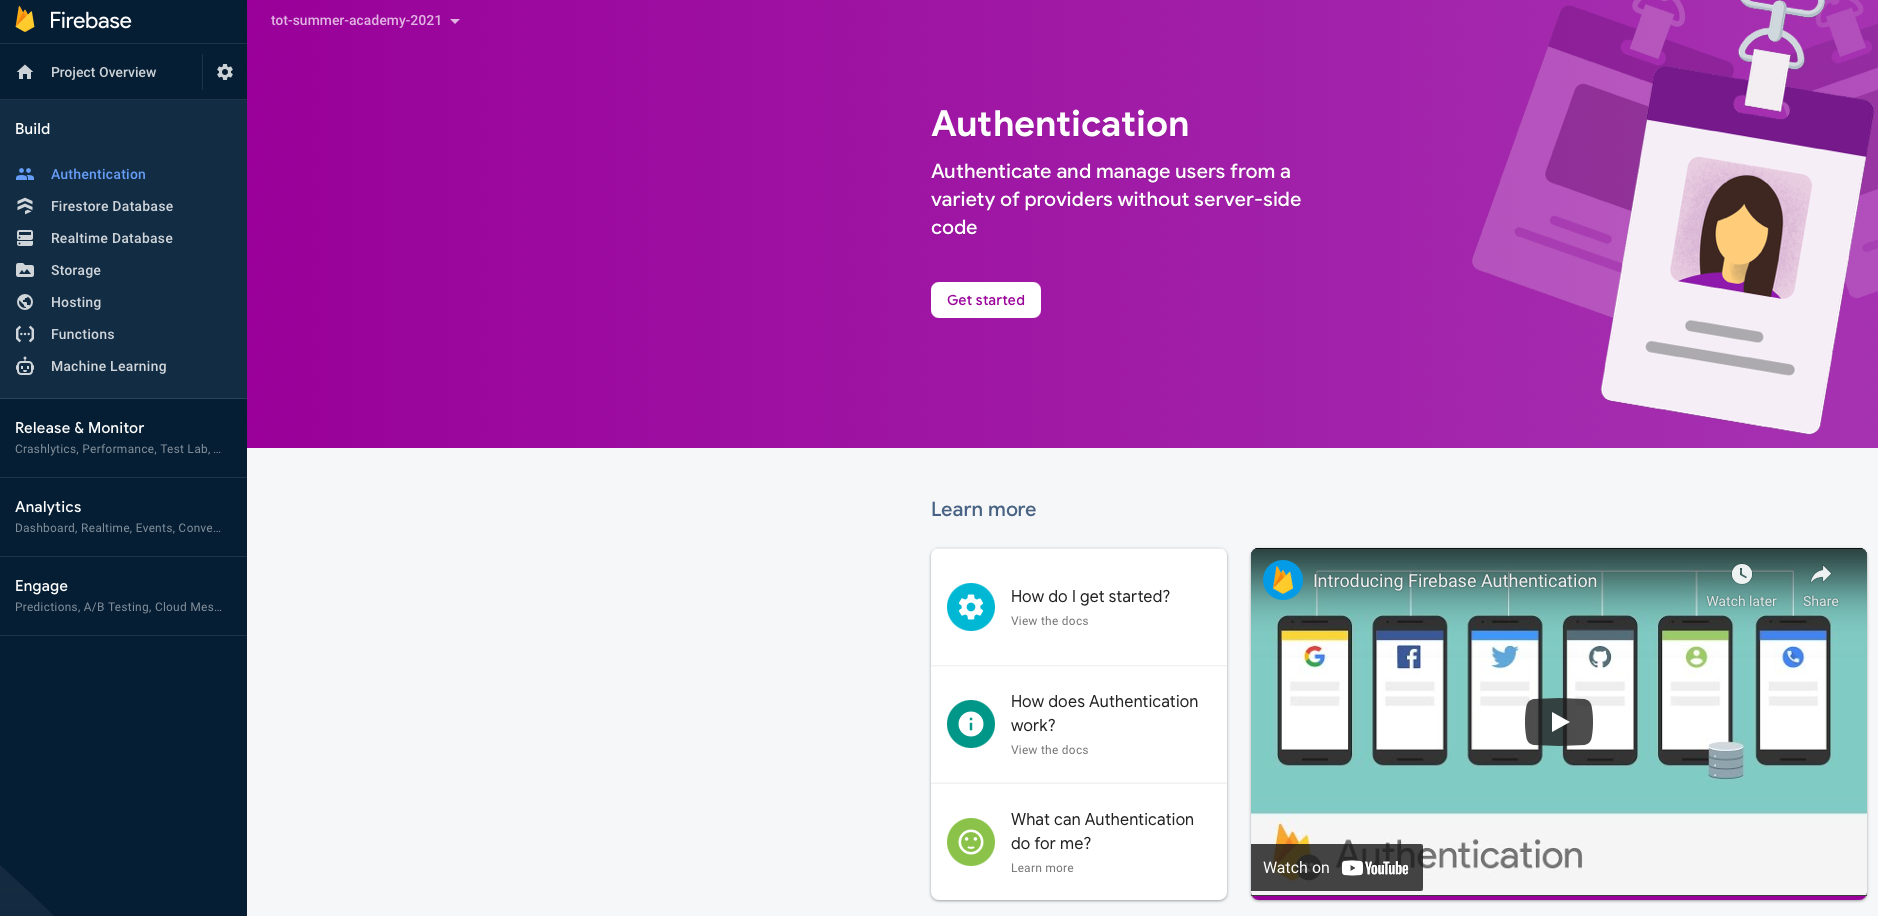 Firebase
tot-summer-academy-2021
Project Overview
Build
Authentication
Firestore Database
Realtime Database
Storage
Hosting
Functions
Machine Learning
Release & Monitor
Crashlytics, Performance, Test Lab, ...
Analytics
Dashboard, Realtime, Events, Conve...
Engage
Predictions, A/B Testing, Cloud Mes...
Authentication
Authenticate and manage users from a
variety of providers without server-side
code
Get started
Learn more
How do I get started?
View the docs
How does Authentication
work?
View the docs
What can Authentication
do for me?
Learn more
Introducing Firebase Authentication
Watch later
Share
Authentication
Watch on YouTube